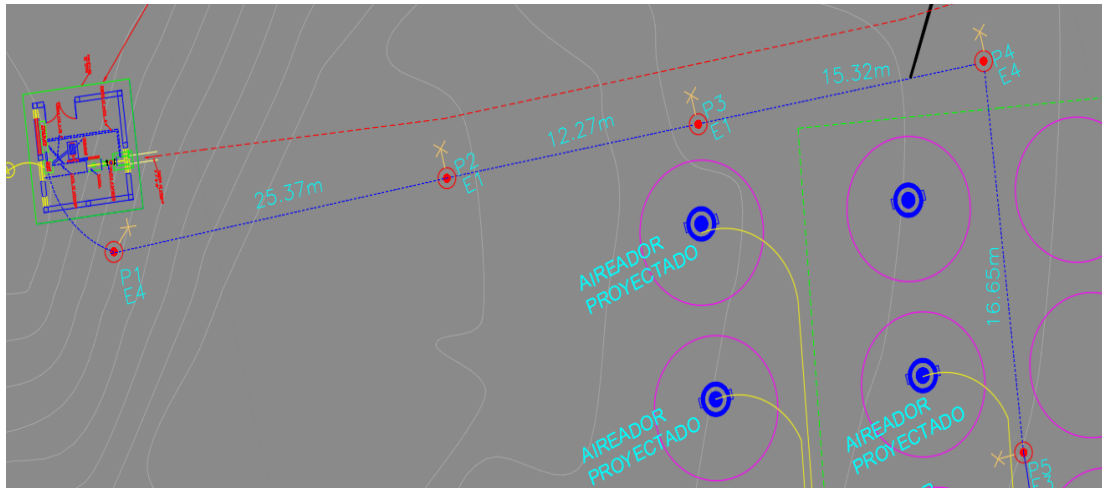 P1
E4
25.37m
P2
E1
12.27m
P3
E1
15.32m
P4
E4
16.65m
P5
E3
AIREADOR
PROYECTADO
AIREADOR
PROYECTADO
AIREADOR
PROYECTADO